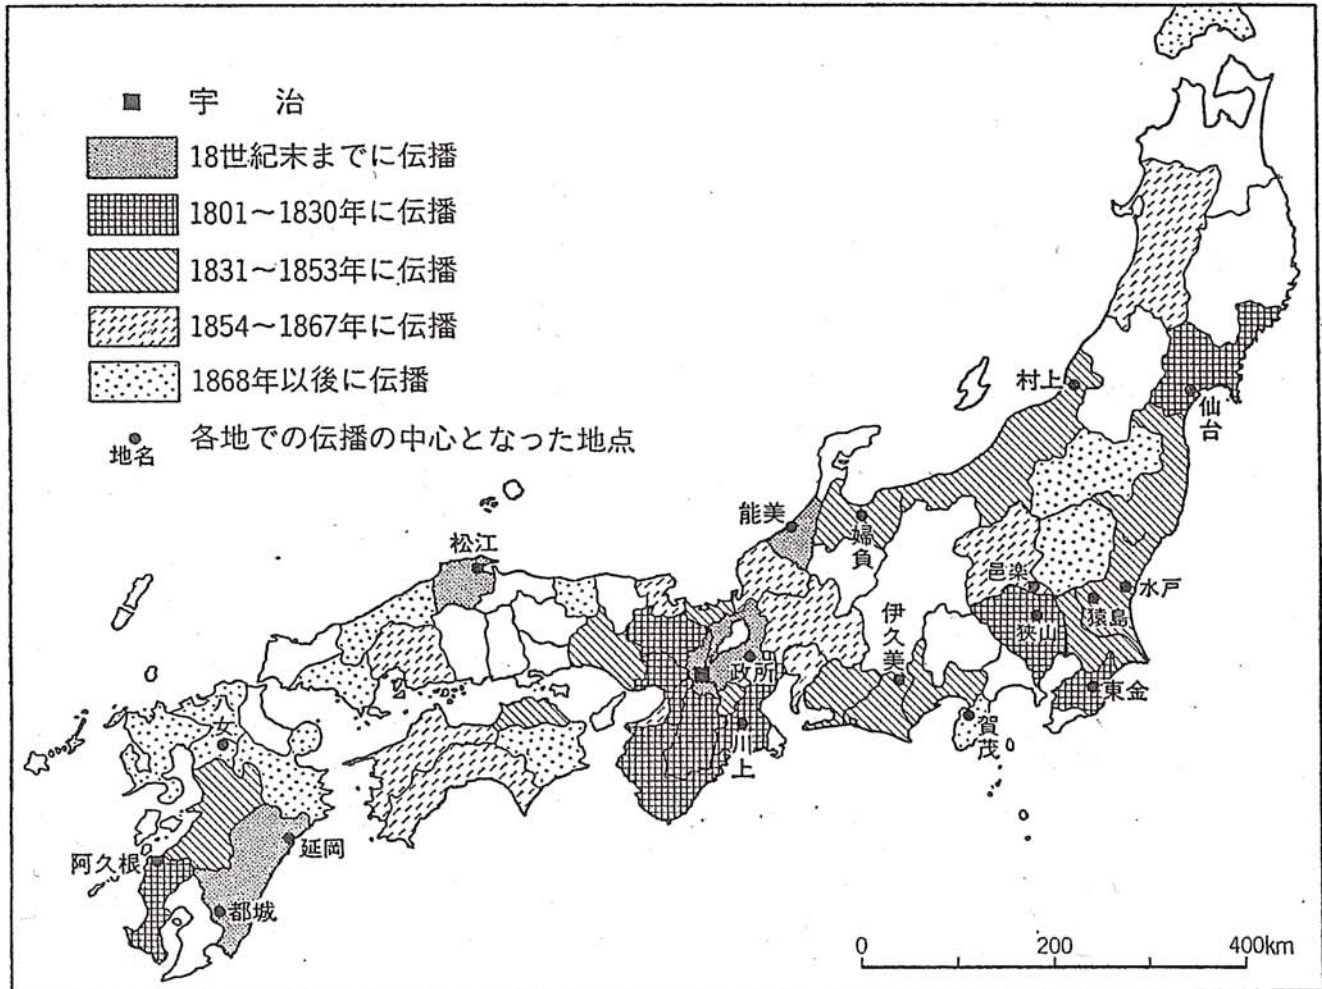 宇　治
18世紀末までに伝播
1801～1830年に伝播
1831～1853年に伝播
1854～1867年に伝播
1868年以後に伝播
地名
各地での伝播の中心となった地点
村上
仙台
能美
婦負
松江
邑楽
水戸
猿島
狭山
伊久美
政所
東金
賀茂
川上
八女
延岡
阿久根
都城
0 200 400km